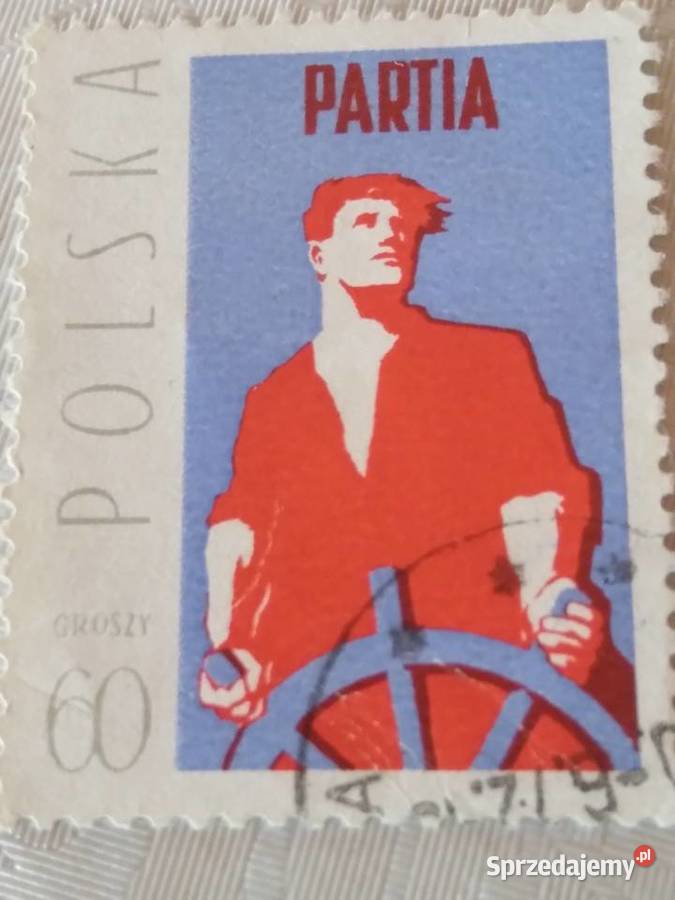 PARTIA
POLSKA
GROSZY
60
Sprzedajemy.pl